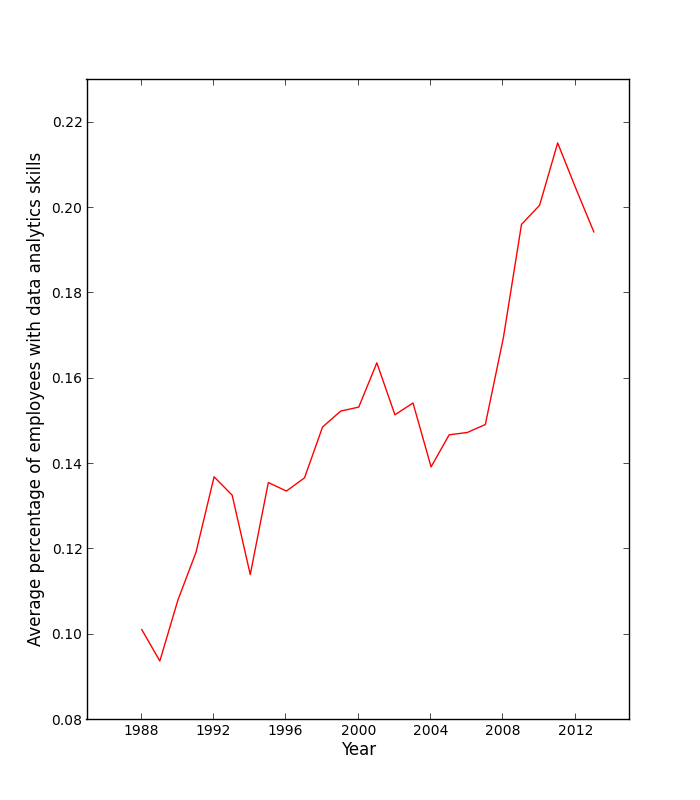 0.22
0.20
0.18
0.16
0.14
0.12
0.10
0.08
Average percentage of employees with data analytics skills
1988 1992 1996 2000 2004 2008 2012
Year